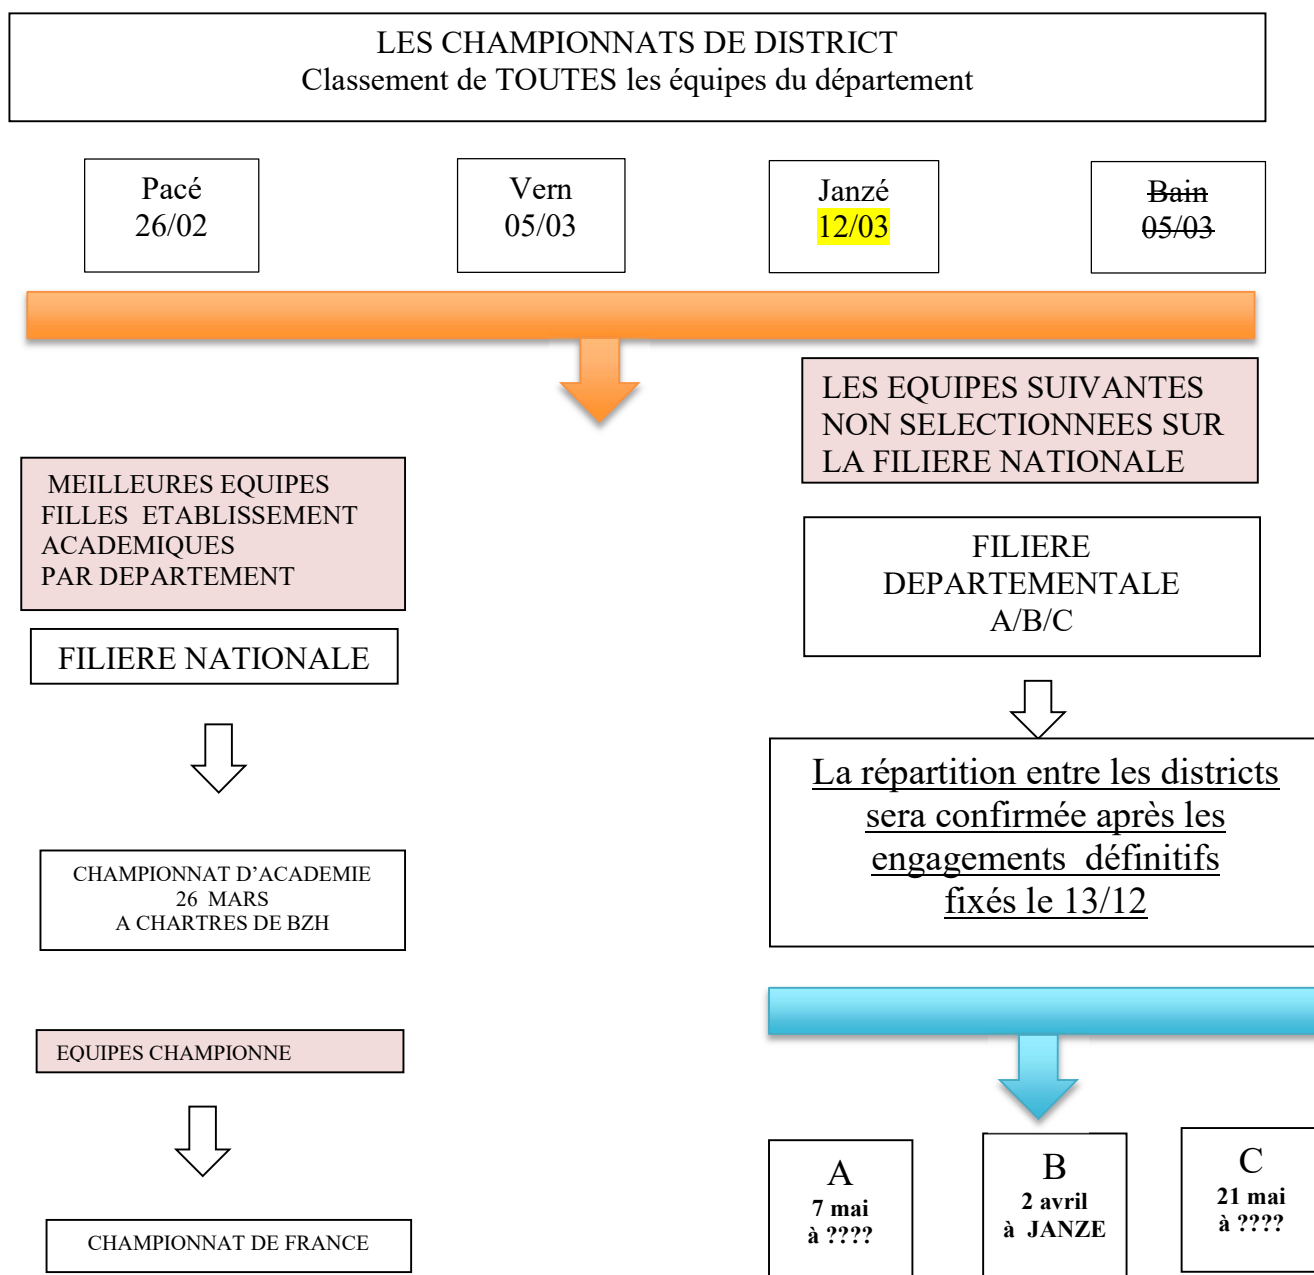 LES CHAMPIONNATS DE DISTRICT
Classement de TOUTES les équipes du département
Pacé
26/02
Vern
05/03
Janzé
12/03
Bain
05/03
LES EQUIPES SUIVANTES
NON SELECTIONNEES SUR
LA FILIERE NATIONALE
MEILLEURES EQUIPES
FILLES ETABLISSEMENT
ACADEMIQUES
PAR DEPARTEMENT
FILIERE
DEPARTEMENTALE
A/B/C
FILIERE NATIONALE
La répartition entre les districts
sera confirmée après les
engagements définitifs
fixés le 13/12
CHAMPIONNAT D’ACADEMIE
26 MARS
A CHARTRES DE BZH
EQUIPES CHAMPIONNE
A
7 mai
à ????
B
2 avril
à JANZE
C
21 mai
à ????
CHAMPIONNAT DE FRANCE